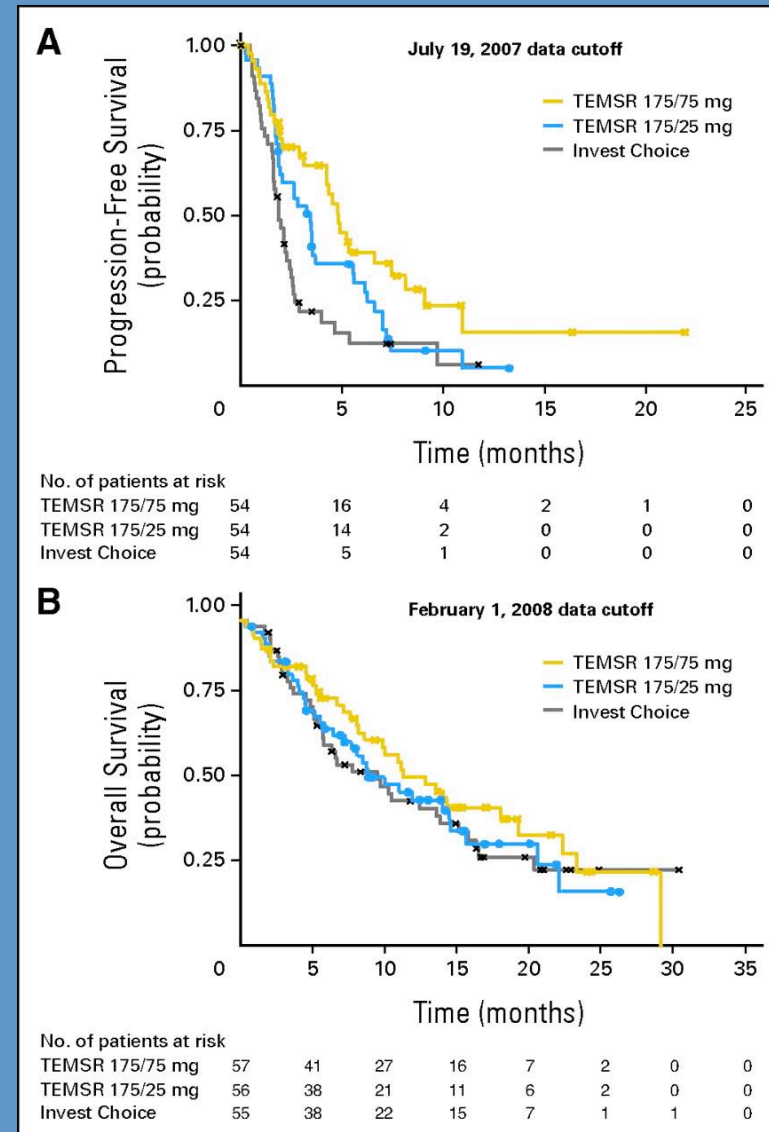 A
July 19, 2007 data cutoff
TEMSR 175/75 mg
TEMSR 175/25 mg
Invest Choice
Progression-Free Survival
(probability)
1.00
0.75
0.50
0.25
0 5 10 15 20 25
Time (months)
No. of patients at risk
TEMSR 175/75 mg 54 16 4 2 1 0
TEMSR 175/25 mg 54 14 2 0 0 0
Invest Choice 54 5 1 0 0 0
B
February 1, 2008 data cutoff
TEMSR 175/75 mg
TEMSR 175/25 mg
Invest Choice
Overall Survival
(probability)
1.00
0.75
0.50
0.25
0 5 10 15 20 25 30 35
Time (months)
No. of patients at risk
TEMSR 175/75 mg 57 41 27 16 7 2 0 0
TEMSR 175/25 mg 56 38 21 11 6 2 0 0
Invest Choice 55 38 22 15 7 1 1 0